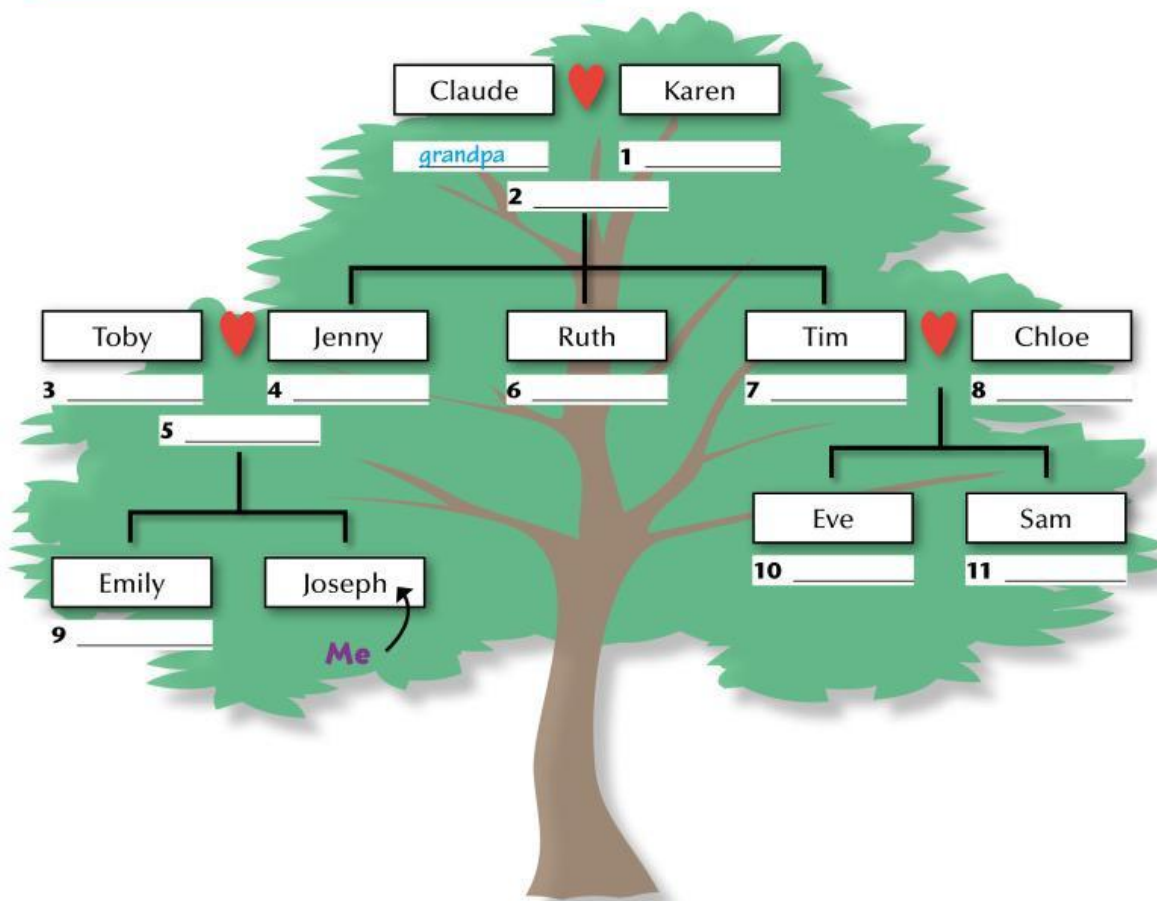 Claude Karen
grandpa 1
2
Toby Jenny Ruth Tim Chloe
3 4 6 7 8
5
Eve Sam
10 11
Emily Joseph
9
Me